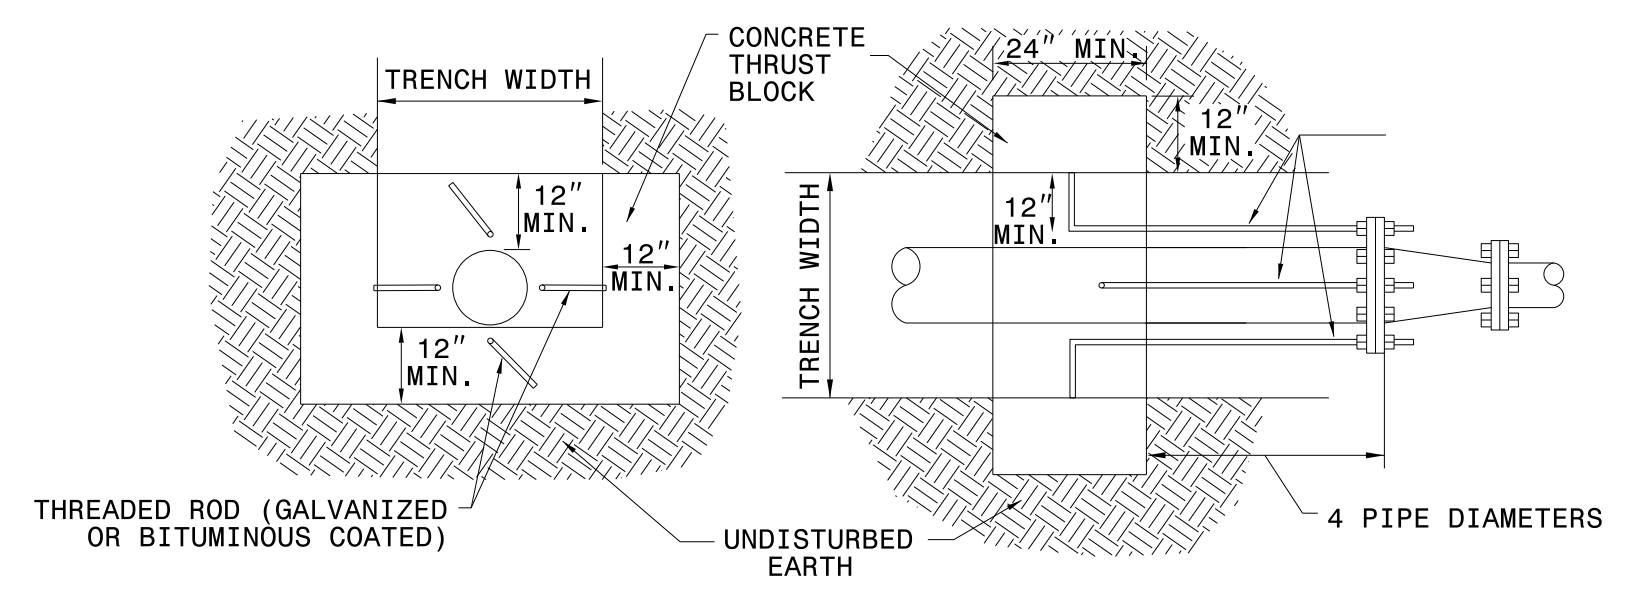 CONCRETE
THRUST
BLOCK
TRENCH WIDTH
12"
MIN.
12"
MIN.
12"
MIN.
THREADED ROD (GALVANIZED
OR BITUMINOUS COATED)
UNDISTURBED
EARTH
24" MIN.
12"
MIN.
12"
MIN.
TRENCH WIDTH
4 PIPE DIAMETERS